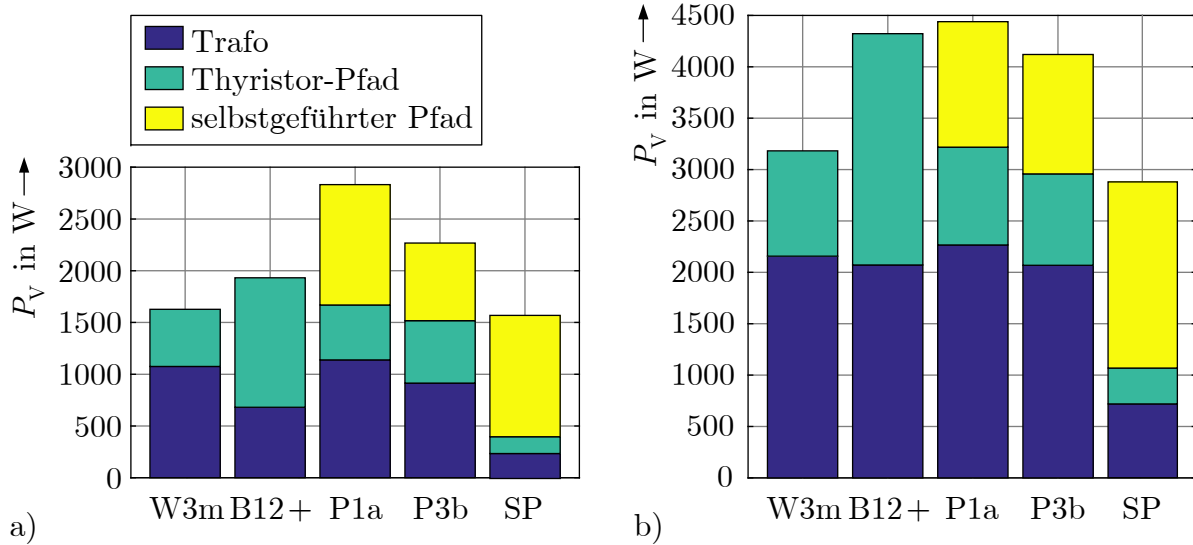 Trafo
Thyristor-Pfad
selbstgeführter Pfad
P_V in W
3000
2500
2000
1500
1000
500
0
W3m B12+ P1a P3b SP
a)
P_V in W
4500
4000
3500
3000
2500
2000
1500
1000
500
0
W3m B12+ P1a P3b SP
b)